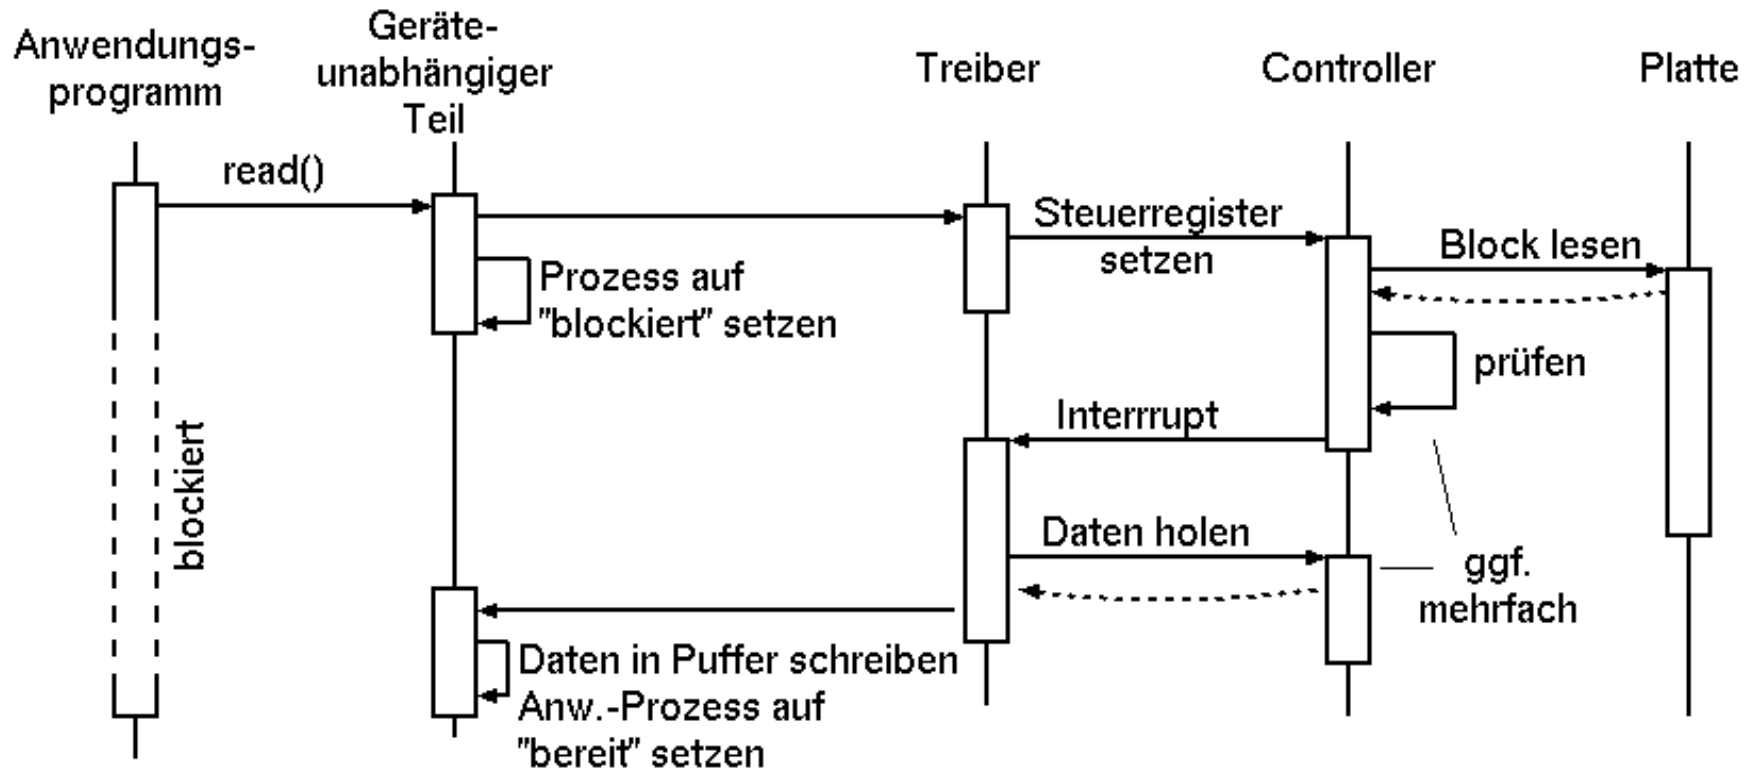 Anwendungs-
programm
Geräte-
unabhängiger
Teil
Treiber
Controller
Platte
read()
Steuerregister
setzen
Block lesen
Prozess auf
"blockiert" setzen
prüfen
Interrrupt
blockiert
Daten holen
ggf.
mehrfach
Daten in Puffer schreiben
Anw.-Prozess auf
"bereit" setzen